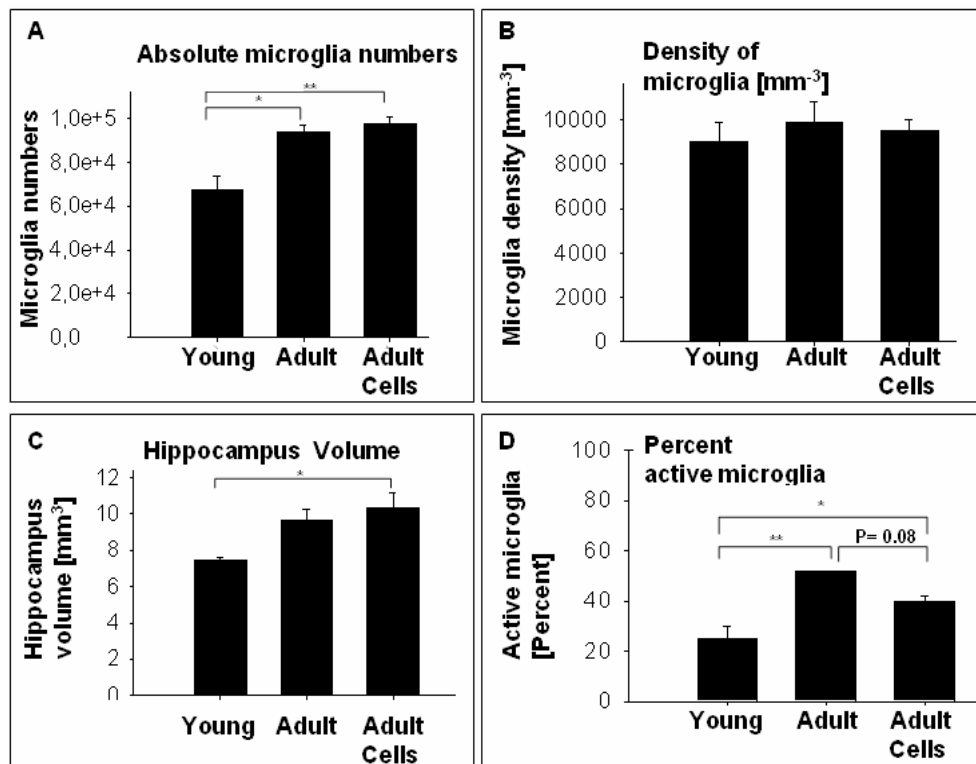 A
Absolute microglia numbers
**
*
Microglia numbers
1,0e+5
8,0e+4
6,0e+4
4,0e+4
2,0e+4
0,0
Young Adult Adult
Cells
B
Density of
microglia [mm-3]
Microglia density [mm-3]
10000
8000
6000
4000
2000
0
Young Adult Adult
Cells
C
Hippocampus Volume
*
Hippocampus
volume [mm3]
12
10
8
6
4
2
0
Young Adult Adult
Cells
D
Percent
active microglia
*
**
P= 0.08
Active microglia
[Percent]
100
80
60
40
20
0
Young Adult Adult
Cells